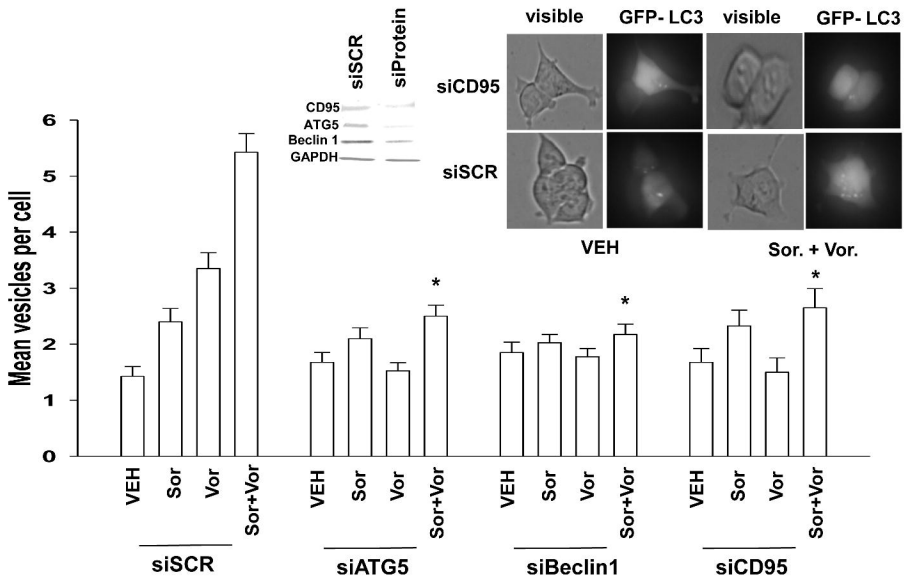 visible GFP- LC3 visible GFP- LC3
siSCR siProtein
siCD95
CD95
ATG5
Beclin 1
GAPDH
siSCR
VEH Sor. + Vor.
Mean vesicles per cell
6
5
4
3
2
1
0
* * *
VEH Sor Vor Sor+Vor VEH Sor Vor Sor+Vor VEH Sor Vor Sor+Vor VEH Sor Vor Sor+Vor
siSCR siATG5 siBeclin1 siCD95